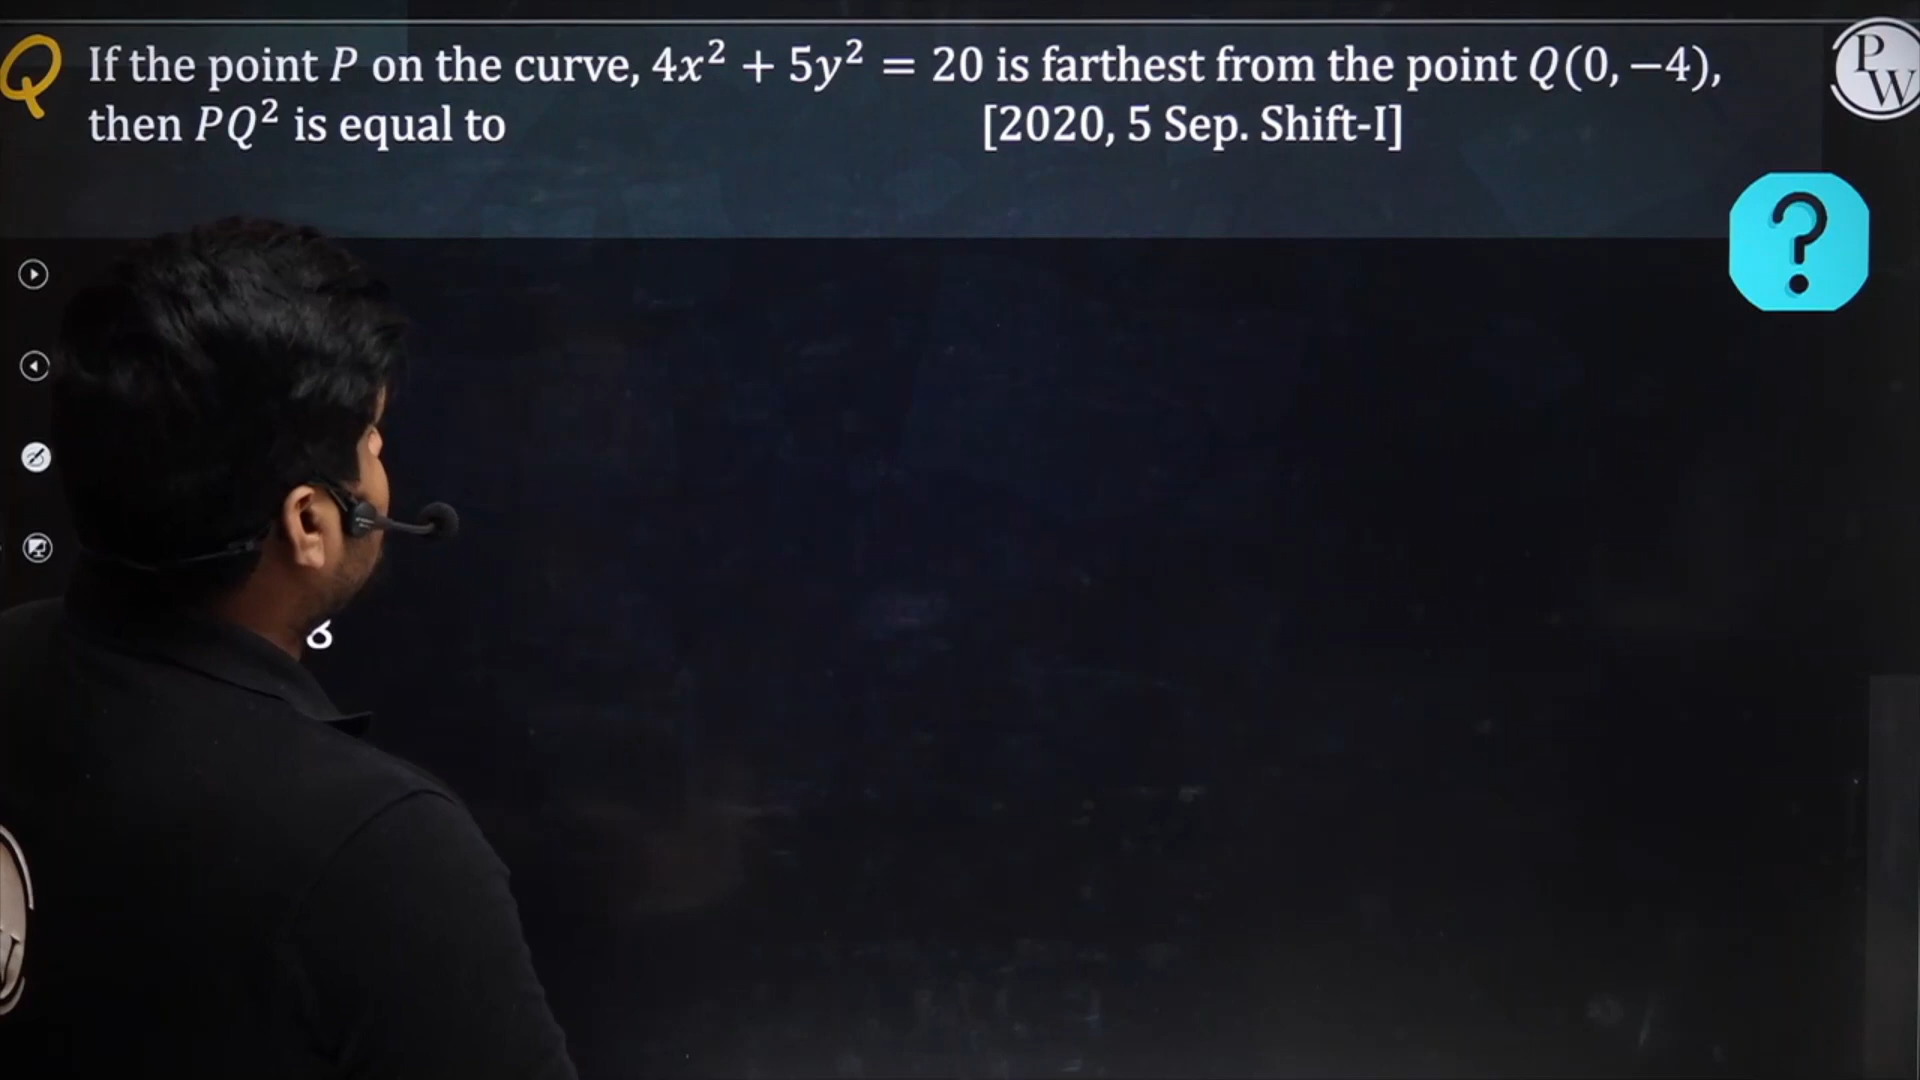 Q If the point P on the curve, 4x² + 5y² = 20 is farthest from the point Q(0, −4),
then PQ² is equal to [2020, 5 Sep. Shift-I]
PW
?